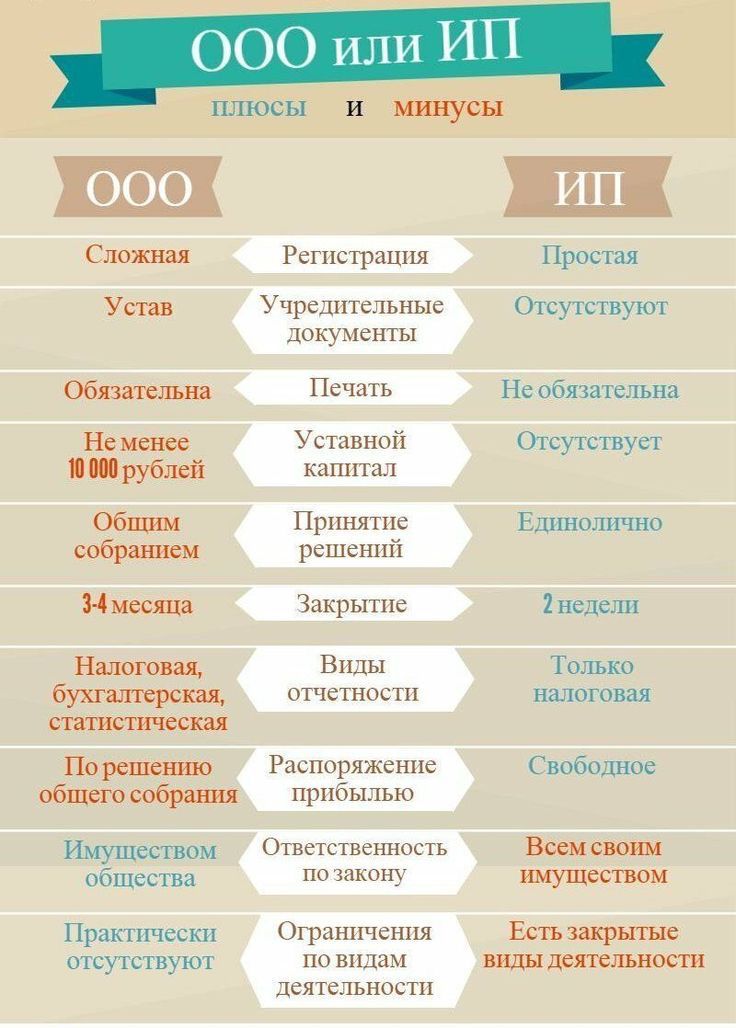 ООО или ИП
плюсы и минусы
ООО ИП
Сложная Регистрация Простая
Устав Учредительные Отсутствуют
документы
Обязательна Печать Не обязательна
Не менее Уставной Отсутствует
10 000 рублей капитал
Общим Принятие Единолично
собранием решений
3-4 месяца Закрытие 2 недели
Налоговая, Виды Только
бухгалтерская, отчетности налоговая
статистическая
По решению Распоряжение Свободное
общего собрания прибылью
Имуществом Ответственность Всем своим
общества по закону имуществом
Практически Ограничения Есть закрытые
отсутствуют по видам виды деятельности
деятельности